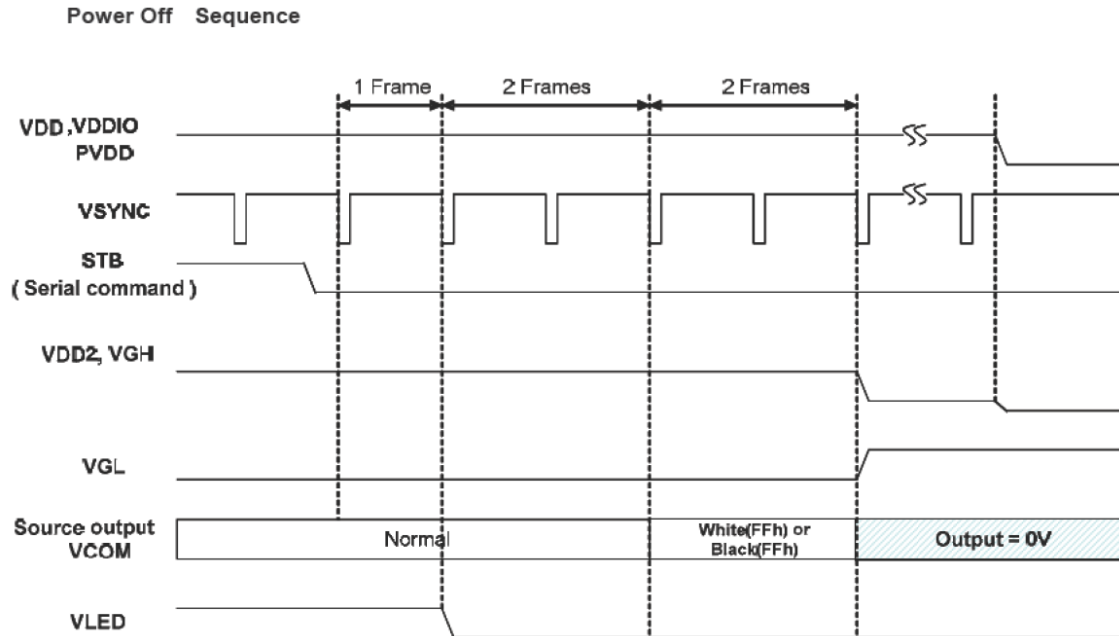 Power Off Sequence
1 Frame 2 Frames 2 Frames
VDD ,VDDIO
PVDD
VSYNC
STB
( Serial command )
VDD2, VGH
VGL
Source output
VCOM
Normal
White(FFh) or
Black(FFh)
Output = 0V
VLED